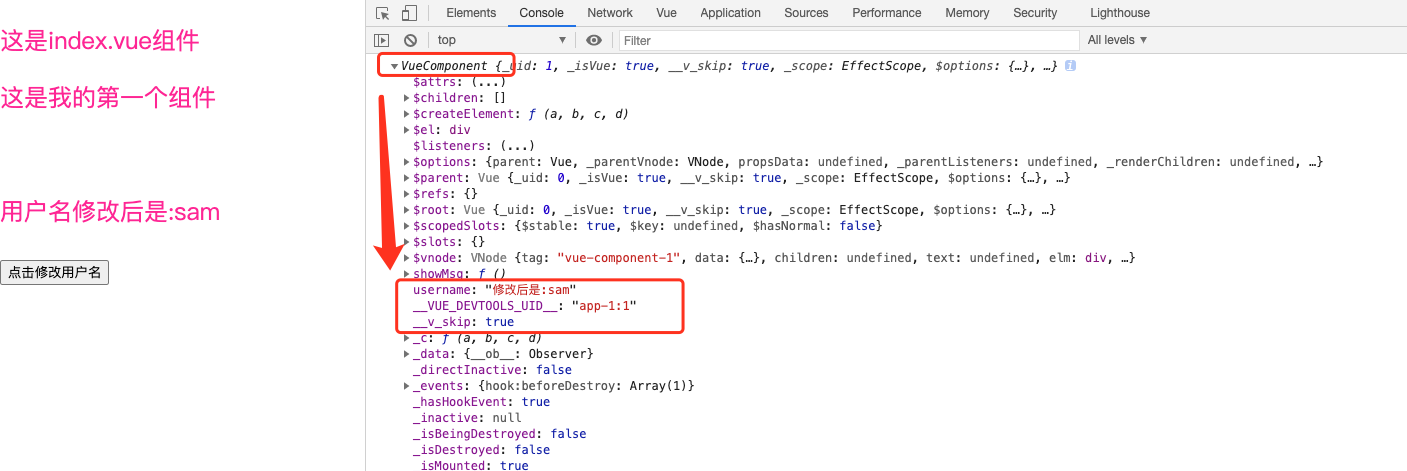 这是index.vue组件
这是我的第一个组件
用户名修改后是:sam
点击修改用户名
Elements Console Network Vue Application Sources Performance Memory Security Lighthouse
top Filter All levels
VueComponent {_uid: 1, _isVue: true, __v_skip: true, _scope: EffectScope, $options: {…}, …}
$attrs: (...)
$children: []
$createElement: ƒ (a, b, c, d)
$el: div
$listeners: (...)
$options: {parent: Vue, _parentVnode: VNode, propsData: undefined, _parentListeners: undefined, _renderChildren: undefined, …}
$parent: Vue {_uid: 0, _isVue: true, __v_skip: true, _scope: EffectScope, $options: {…}, …}
$refs: {}
$root: Vue {_uid: 0, _isVue: true, __v_skip: true, _scope: EffectScope, $options: {…}, …}
$scopedSlots: {$stable: true, $key: undefined, $hasNormal: false}
$slots: {}
$vnode: VNode {tag: "vue-component-1", data: {…}, children: undefined, text: undefined, elm: div, …}
showMsg: ƒ ()
username: "修改后是:sam"
__VUE_DEVTOOLS_UID__: "app-1:1"
__v_skip: true
_c: ƒ (a, b, c, d)
_data: {__ob__: Observer}
_directInactive: false
_events: {hook:beforeDestroy: Array(1)}
_hasHookEvent: true
_inactive: null
_isBeingDestroyed: false
_isDestroyed: false
_isMounted: true